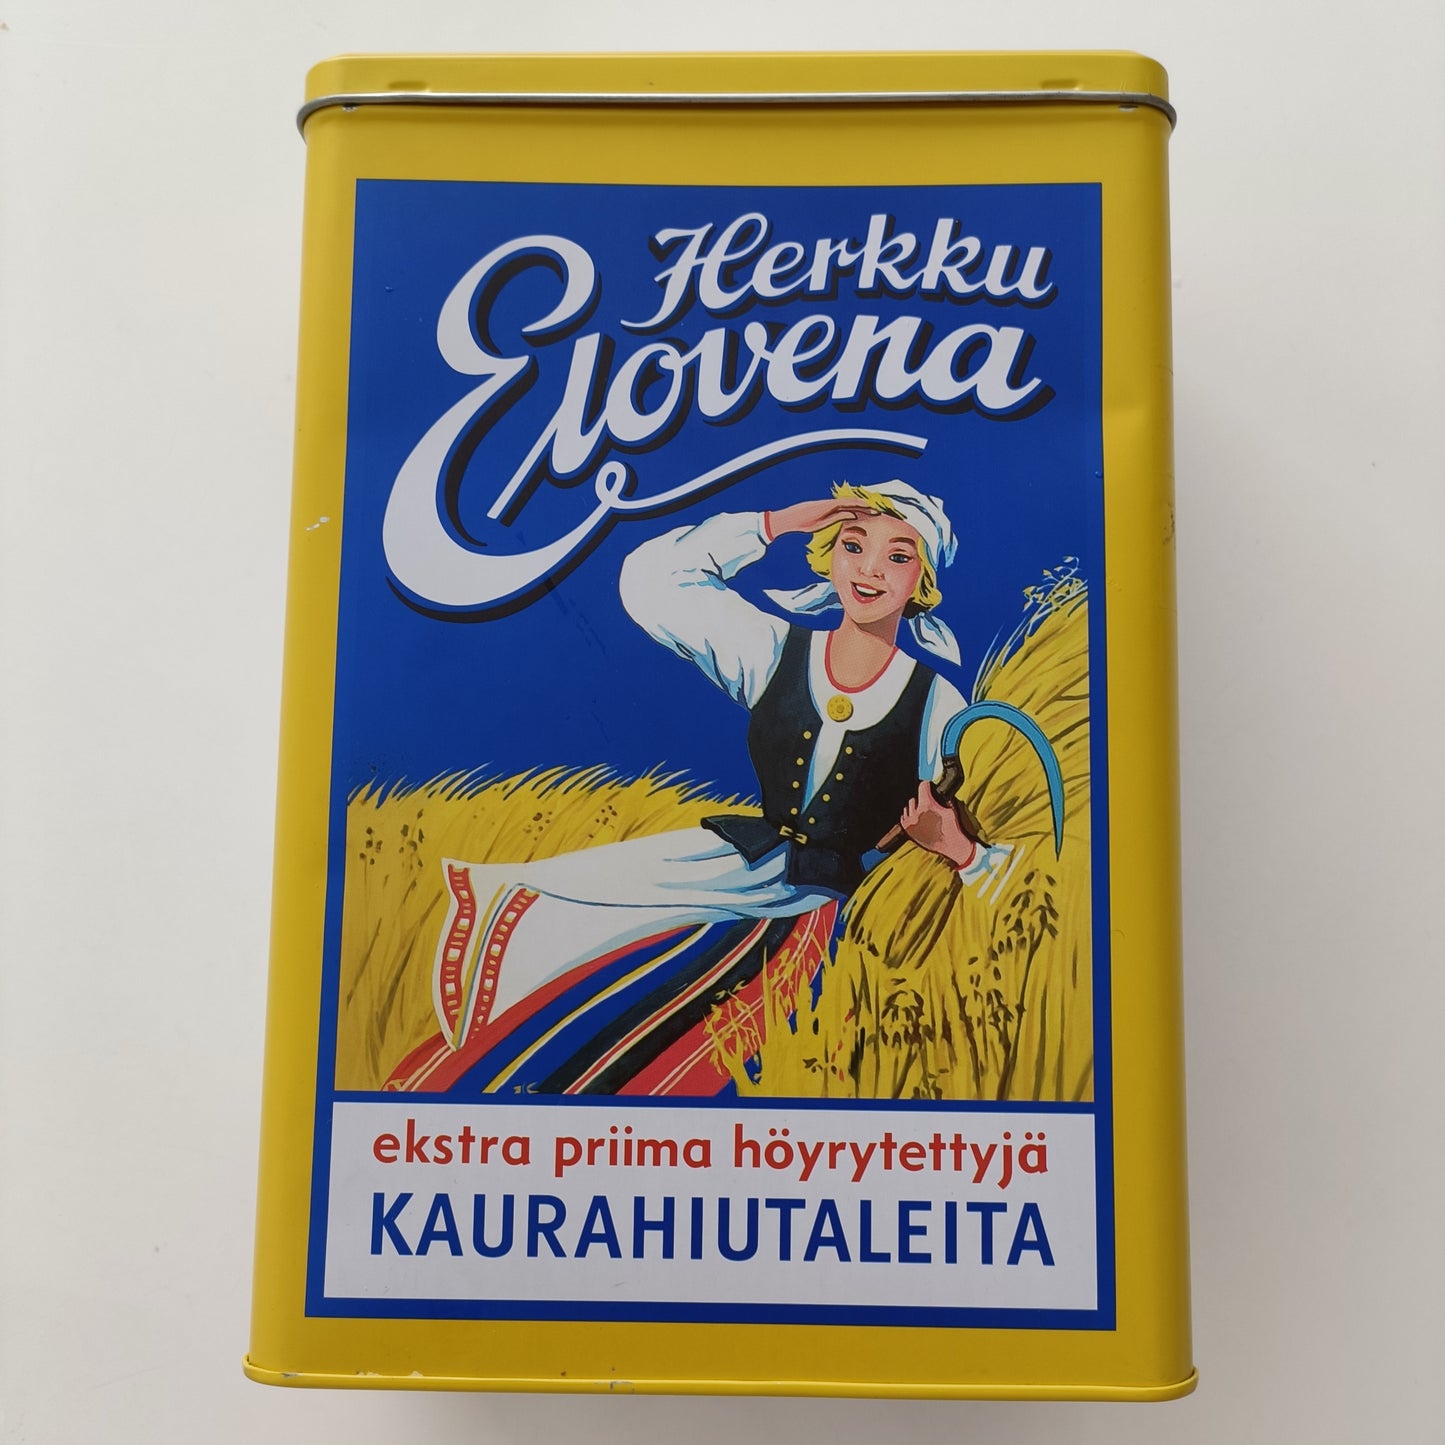 Herkku
Elovena
ekstra priima höyrytettyjä
KAURAHIUTALEITA